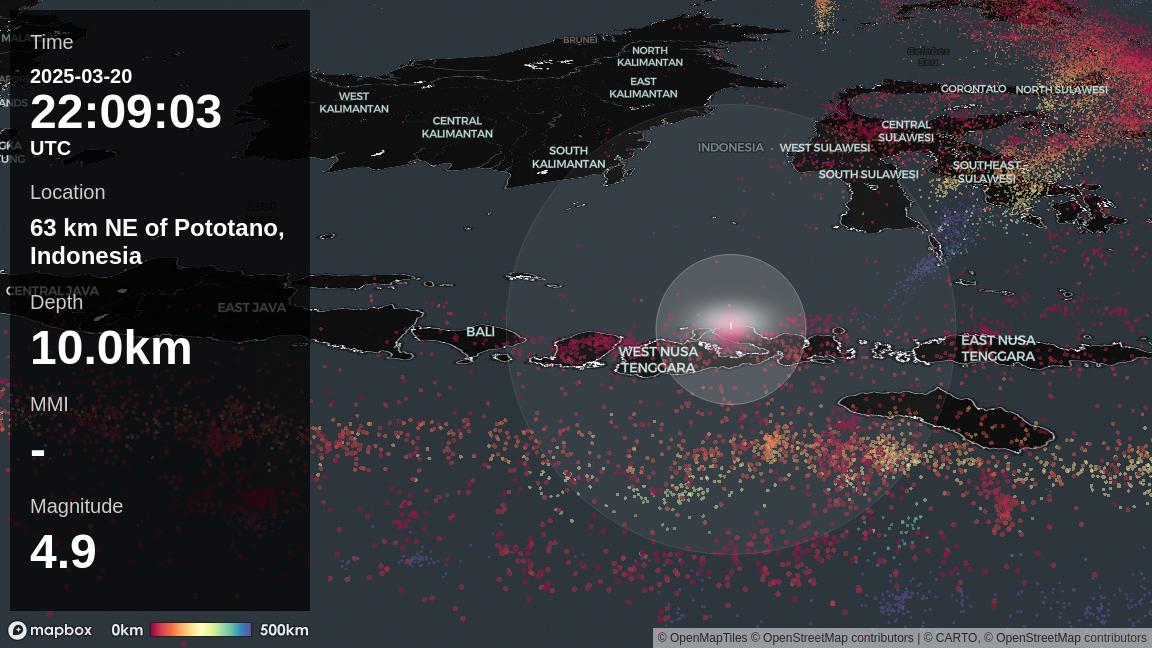 Time
2025-03-20
22:09:03
UTC
Location
63 km NE of Pototano,
Indonesia
Depth
10.0km
MMI
-
Magnitude
4.9
BRUNEI
NORTH
KALIMANTAN
EAST
KALIMANTAN
WEST
KALIMANTAN
CENTRAL
KALIMANTAN
SOUTH
KALIMANTAN
INDONESIA
Celebes
Sea
GORONTALO
NORTH SULAWESI
CENTRAL
SULAWESI
WEST SULAWESI
SOUTH SULAWESI
SOUTHEAST
SULAWESI
CENTRAL JAVA
EAST JAVA
BALI
WEST NUSA
TENGGARA
EAST NUSA
TENGGARA
mapbox
0km
500km
© OpenMapTiles © OpenStreetMap contributors | © CARTO, © OpenStreetMap contributors